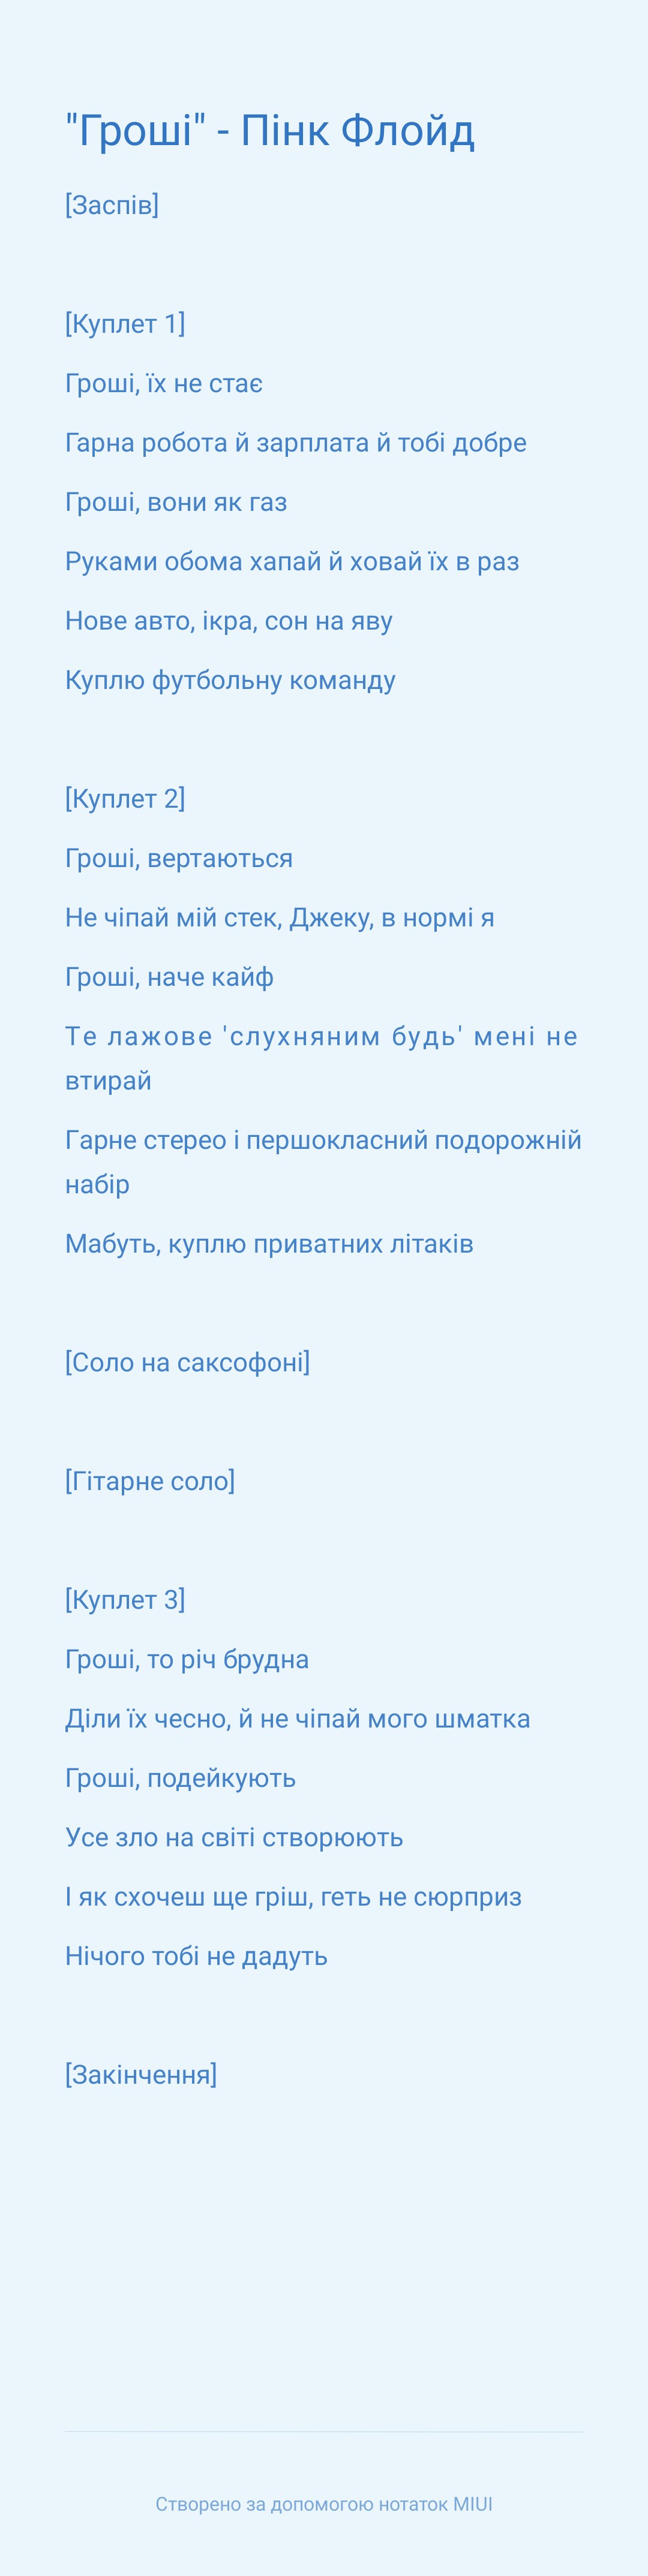 "Гроші" - Пінк Флойд
[Заспів]
[Куплет 1]
Гроші, їх не стає
Гарна робота й зарплата й тобі добре
Гроші, вони як газ
Руками обома хапай й ховай їх в раз
Нове авто, ікра, сон на яву
Куплю футбольну команду
[Куплет 2]
Гроші, вертаються
Не чіпай мій стек, Джеку, в нормі я
Гроші, наче кайф
Те лажове 'слухняним будь' мені не
втирай
Гарне стерео і першокласний подорожній
набір
Мабуть, куплю приватних літаків
[Соло на саксофоні]
[Гітарне соло]
[Куплет 3]
Гроші, то річ брудна
Діли їх чесно, й не чіпай мого шматка
Гроші, подейкують
Усе зло на світі створюють
І як схочеш ще гріш, геть не сюрприз
Нічого тобі не дадуть
[Закінчення]
Створено за допомогою нотаток MIUI